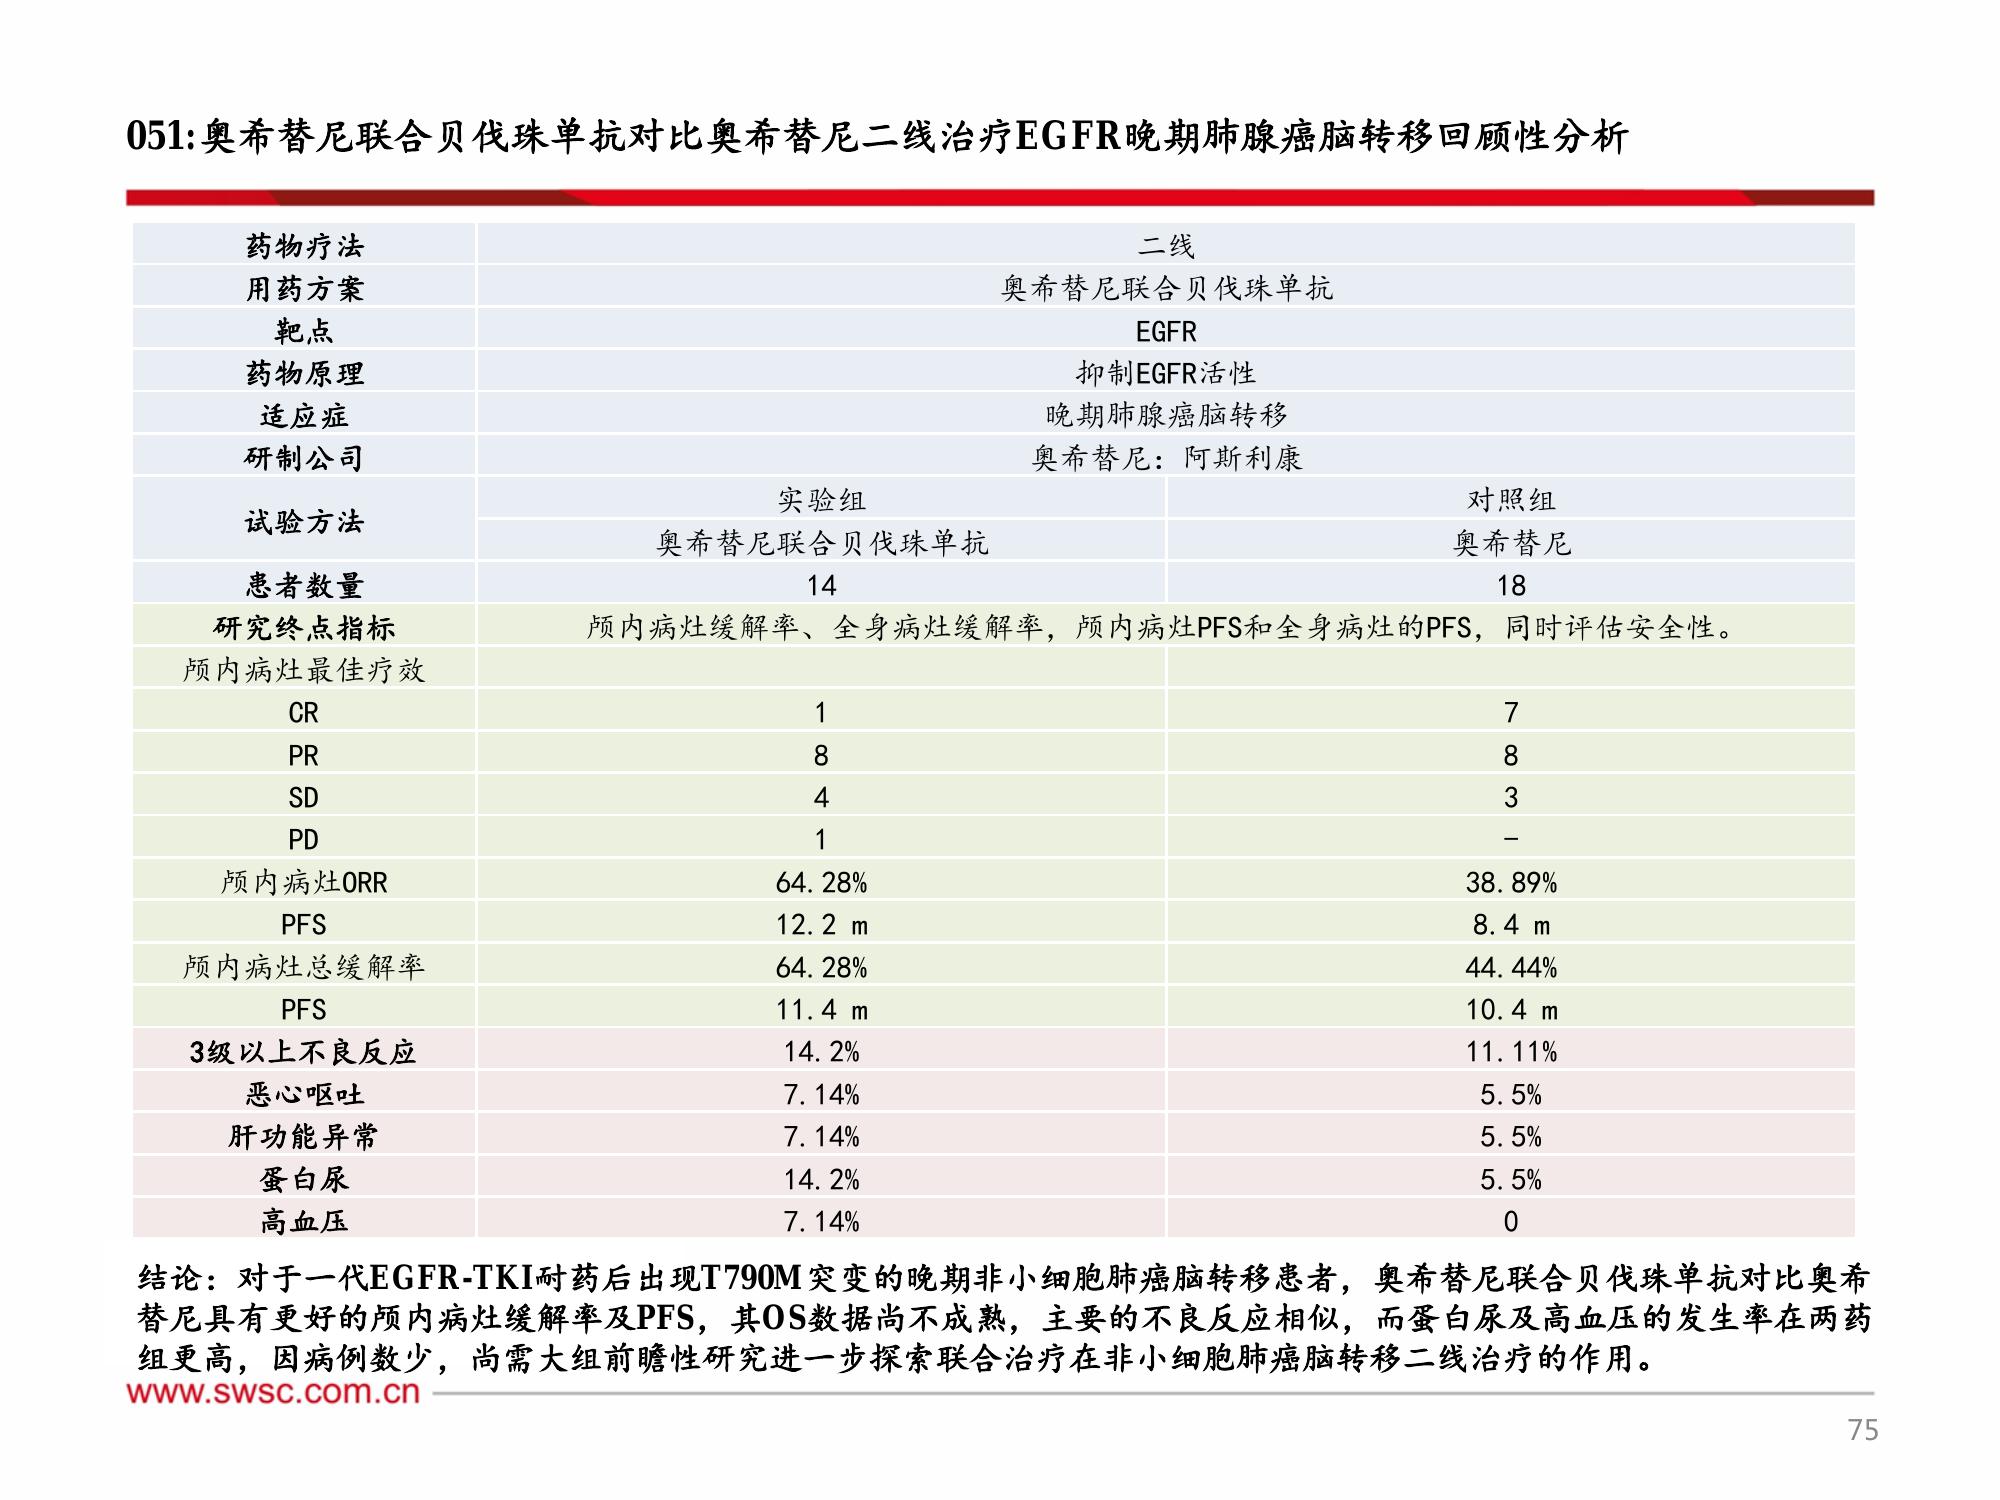 051:奥希替尼联合贝伐珠单抗对比奥希替尼二线治疗EGFR晚期肺腺癌脑转移回顾性分析
药物疗法 二线
用药方案 奥希替尼联合贝伐珠单抗
靶点 EGFR
药物原理 抑制EGFR活性
适应症 晚期肺腺癌脑转移
研制公司 奥希替尼：阿斯利康
试验方法 实验组 对照组
奥希替尼联合贝伐珠单抗 奥希替尼
患者数量 14 18
研究终点指标 颅内病灶缓解率、全身病灶缓解率，颅内病灶PFS和全身病灶的PFS，同时评估安全性。
颅内病灶最佳疗效
CR 1 7
PR 8 8
SD 4 3
PD 1 –
颅内病灶ORR 64.28% 38.89%
PFS 12.2 m 8.4 m
颅内病灶总缓解率 64.28% 44.44%
PFS 11.4 m 10.4 m
3级以上不良反应 14.2% 11.11%
恶心呕吐 7.14% 5.5%
肝功能异常 7.14% 5.5%
蛋白尿 14.2% 5.5%
高血压 7.14% 0
结论：对于一代EGFR-TKI耐药后出现T790M突变的晚期非小细胞肺癌脑转移患者，奥希替尼联合贝伐珠单抗对比奥希
替尼具有更好的颅内病灶缓解率及PFS，其OS数据尚不成熟，主要的不良反应相似，而蛋白尿及高血压的发生率在两药
组更高，因病例数少，尚需大组前瞻性研究进一步探索联合治疗在非小细胞肺癌脑转移二线治疗的作用。
www.swsc.com.cn
75